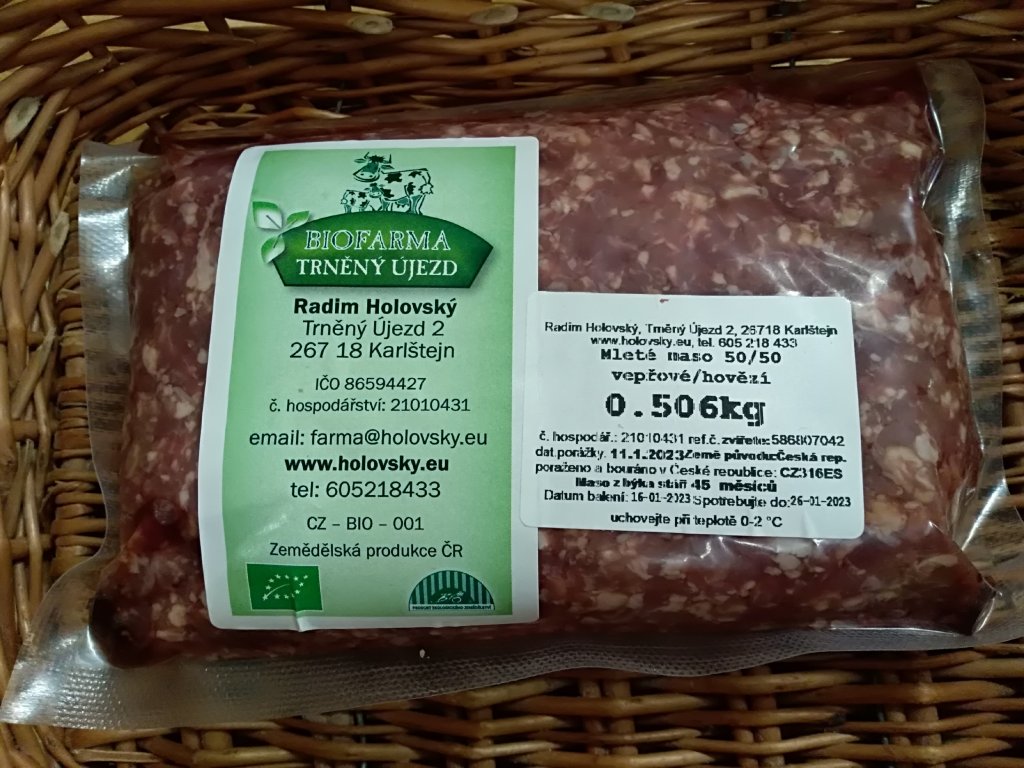 BIOFARMA
TRNĚNÝ ÚJEZD
Radim Holovský
Trněný Újezd 2
267 18 Karlštejn
IČO 86594427
č. hospodářství: 21010431
email: farma@holovsky.eu
www.holovsky.eu
tel: 605218433
CZ – BIO – 001
Zemědělská produkce ČR
PRODUKT EKOLOGICKÉHO ZEMĚDĚLSTVÍ
Radim Holovský, Trněný Újezd 2, 26718 Karlštejn
www.holovsky.eu, tel. 605 218 433
Mleté maso 50/50
vepřové/hovězí
0.506kg
č. hospodář.: 21010431 ref.č. zvířete: 586807042
dat.porážky. 11.1.2023 Země původu:Česká rep.
poraženo a bouráno v České republice: CZ316ES
Maso z býka stáří 45 měsíců
Datum balení: 16-01-2023 Spotřebujte do: 26-01-2023
uchovejte při teplotě 0-2 °C